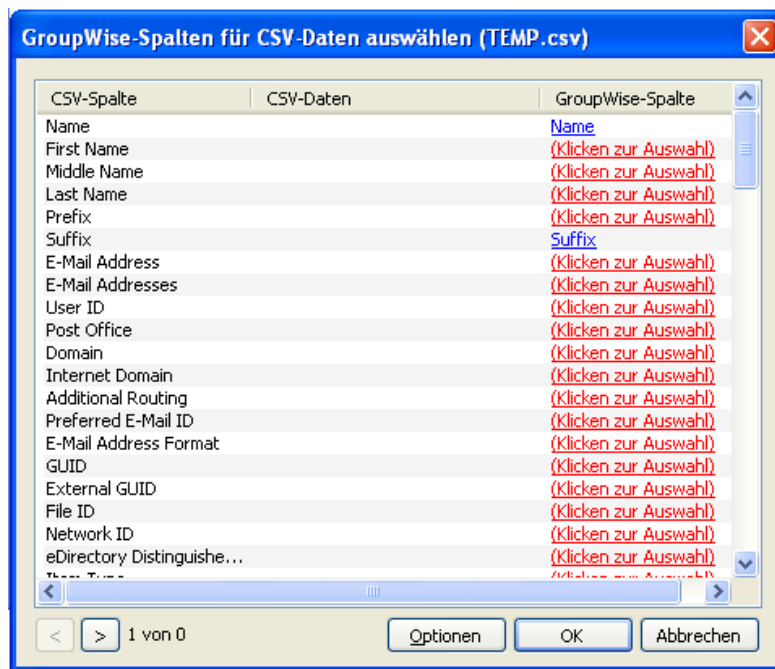 GroupWise-Spalten für CSV-Daten auswählen (TEMP.csv)
CSV-Spalte CSV-Daten GroupWise-Spalte
Name Name
First Name (Klicken zur Auswahl)
Middle Name (Klicken zur Auswahl)
Last Name (Klicken zur Auswahl)
Prefix (Klicken zur Auswahl)
Suffix Suffix
E-Mail Address (Klicken zur Auswahl)
E-Mail Addresses (Klicken zur Auswahl)
User ID (Klicken zur Auswahl)
Post Office (Klicken zur Auswahl)
Domain (Klicken zur Auswahl)
Internet Domain (Klicken zur Auswahl)
Additional Routing (Klicken zur Auswahl)
Preferred E-Mail ID (Klicken zur Auswahl)
E-Mail Address Format (Klicken zur Auswahl)
GUID (Klicken zur Auswahl)
External GUID (Klicken zur Auswahl)
File ID (Klicken zur Auswahl)
Network ID (Klicken zur Auswahl)
eDirectory Distinguishe... (Klicken zur Auswahl)
< > 1 von 0 Optionen OK Abbrechen